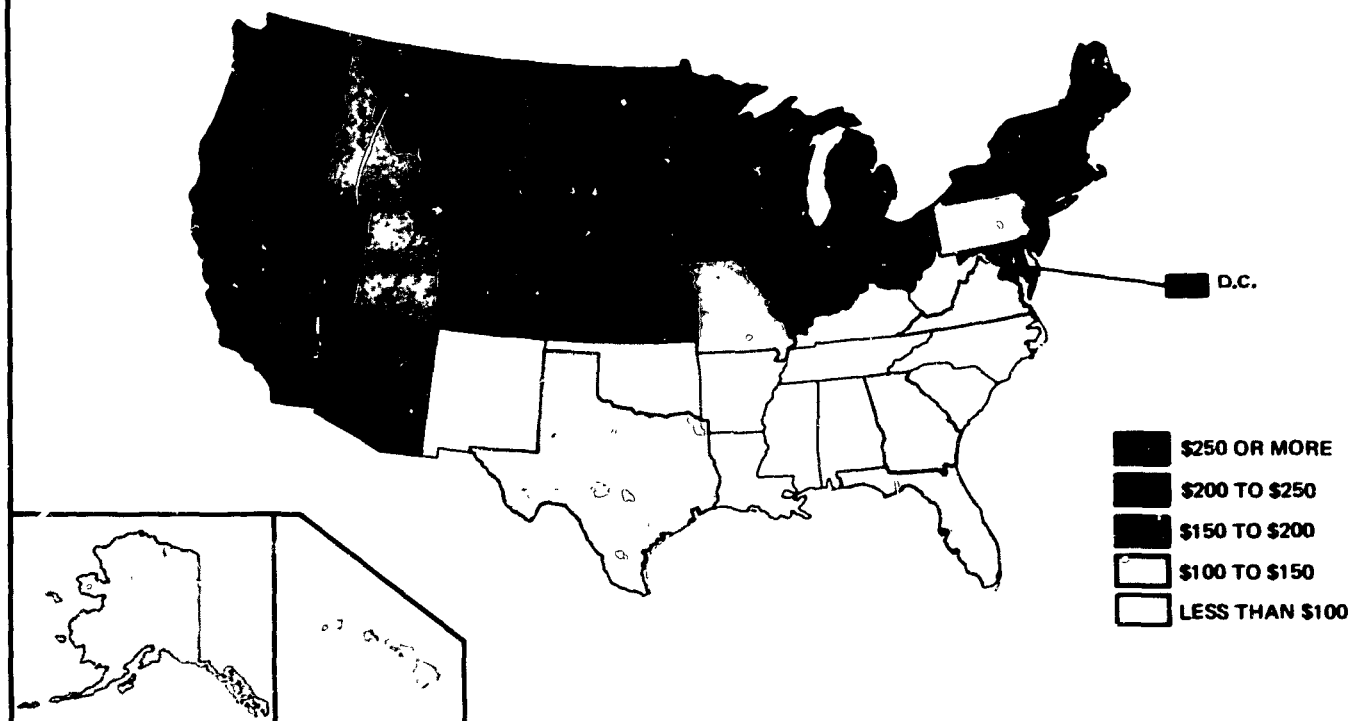 D.C.
$250 OR MORE
$200 TO $250
$150 TO $200
$100 TO $150
LESS THAN $100